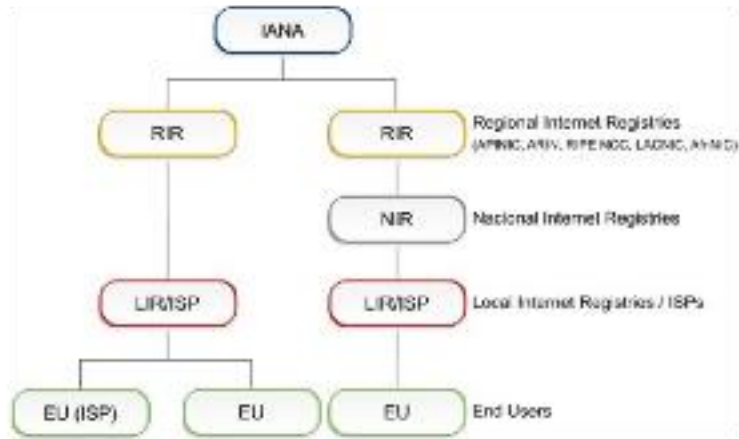 IANA
RIR
RIR
Regional Internet Registries
(APNIC, ARIN, RIPE NCC, LACNIC, AfriNIC)
NIR
Nacional Internet Registries
LIR/ISP
LIR/ISP
Local Internet Registries / ISPs
EU (ISP)
EU
EU
End Users